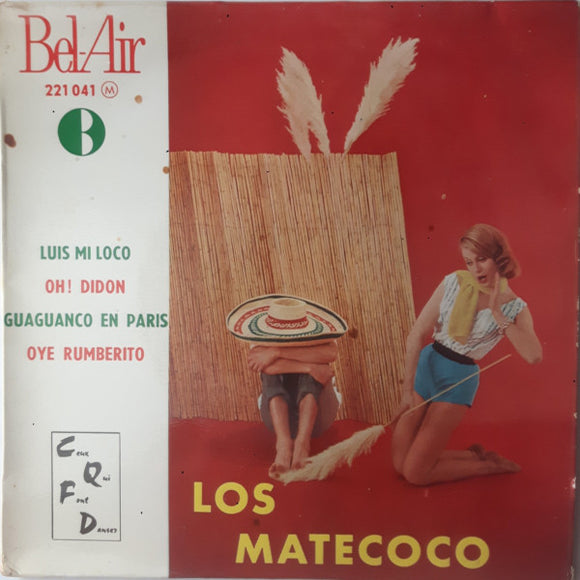 Bel-Air
221 041 M
B
LUIS MI LOCO
OH! DIDON
GUAGUANCO EN PARIS
OYE RUMBERITO
Ceux
Qui
Font
Danser
LOS
MATECOCO